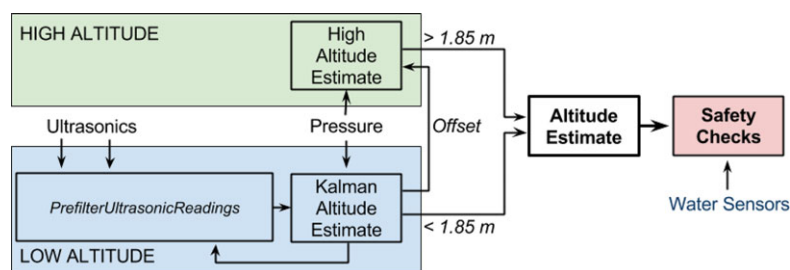 HIGH ALTITUDE
High
Altitude
Estimate
> 1.85 m
Ultrasonics
Pressure
Offset
Altitude
Estimate
Safety
Checks
PrefilterUltrasonicReadings
Kalman
Altitude
Estimate
< 1.85 m
Water Sensors
LOW ALTITUDE